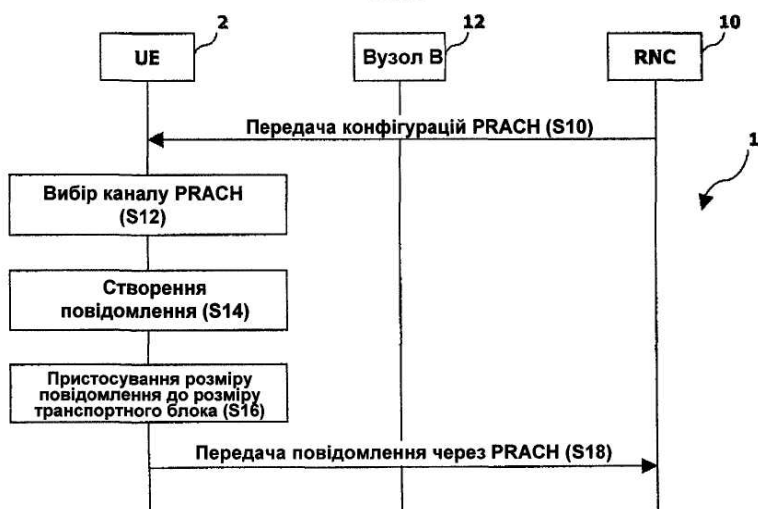 2
12
10
UE
Вузол В
RNC
Передача конфігурацій PRACH (S10)
1
Вибір каналу PRACH
(S12)
Створення
повідомлення (S14)
Пристосування розміру
повідомлення до розміру
транспортного блока (S16)
Передача повідомлення через PRACH (S18)